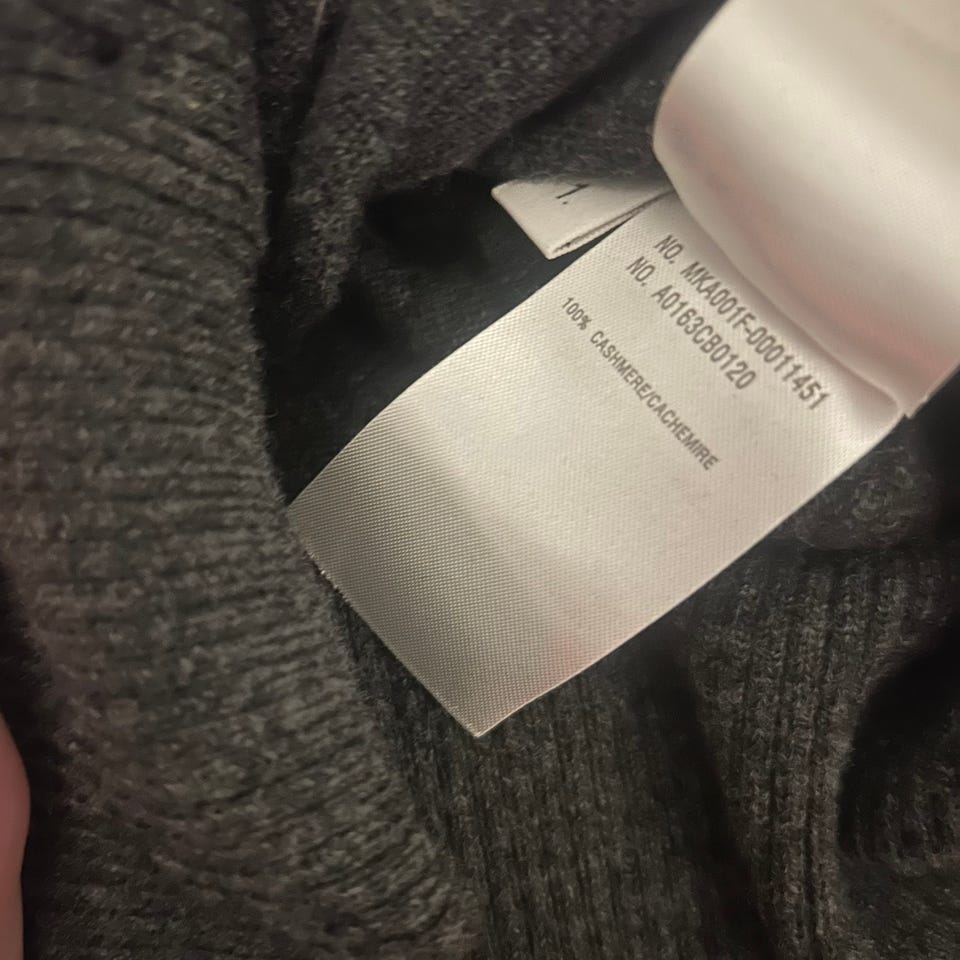 1.
NO. MKA001F-00011451
NO. A0163CB0120
100% CASHMERE/CACHEMIRE